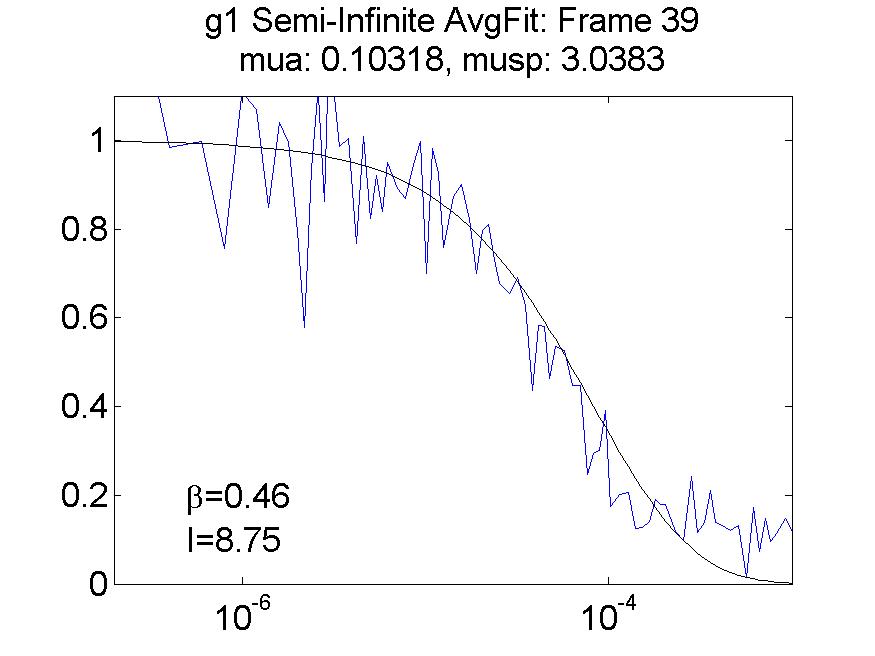 g1 Semi-Infinite AvgFit: Frame 39
mua: 0.10318, musp: 3.0383
1
0.8
0.6
0.4
0.2
0
β=0.46
I=8.75
10^-6
10^-4